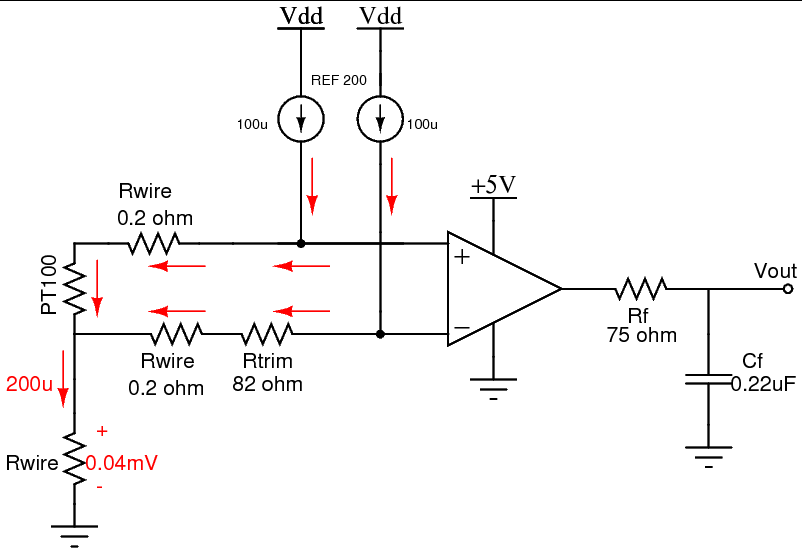 Vdd
Vdd
REF 200
100u
100u
Rwire
0.2 ohm
+5V
PT100
+
−
Vout
Rf
75 ohm
Rwire
0.2 ohm
Rtrim
82 ohm
Cf
0.22uF
200u
+
Rwire
0.04mV
-